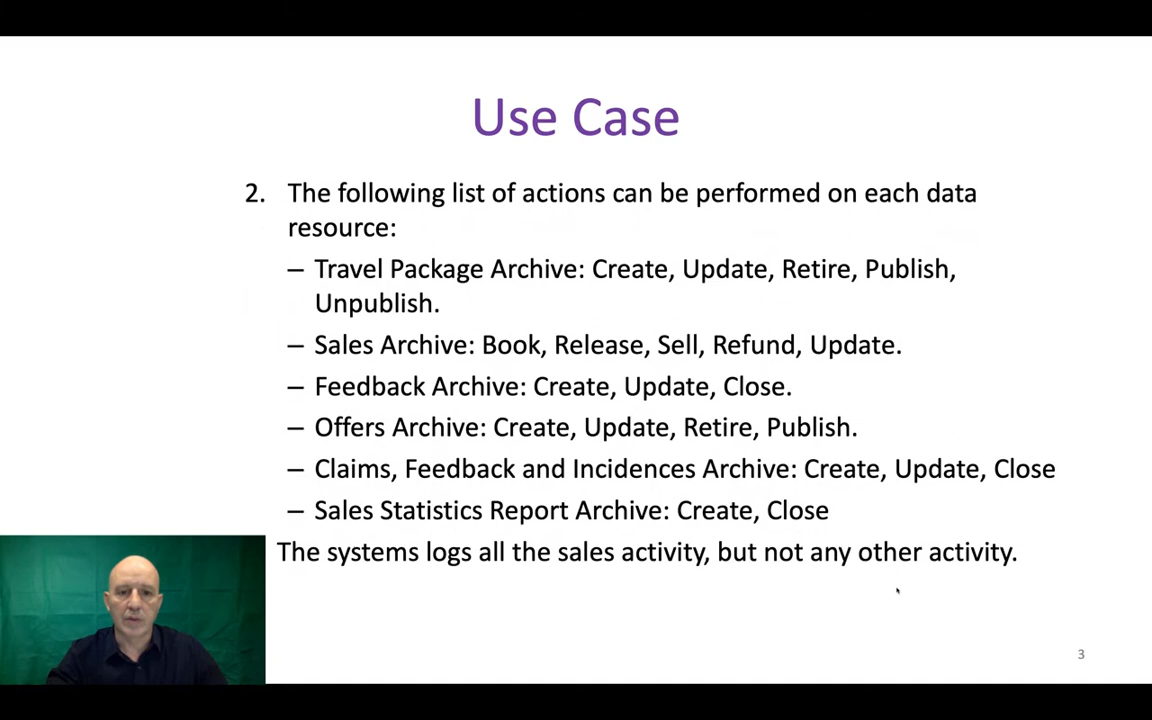 Use Case
2. The following list of actions can be performed on each data
resource:
– Travel Package Archive: Create, Update, Retire, Publish,
Unpublish.
– Sales Archive: Book, Release, Sell, Refund, Update.
– Feedback Archive: Create, Update, Close.
– Offers Archive: Create, Update, Retire, Publish.
– Claims, Feedback and Incidences Archive: Create, Update, Close
– Sales Statistics Report Archive: Create, Close
The systems logs all the sales activity, but not any other activity.
3